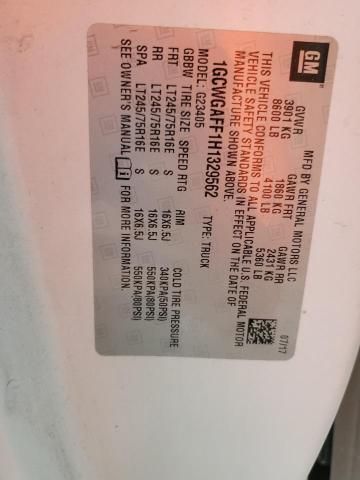 GM
MFD BY GENERAL MOTORS LLC 07/17
GVWR GAWR FRT GAWR RR
3901 KG 1860 KG 2431 KG
8600 LB 4100 LB 5360 LB
THIS VEHICLE CONFORMS TO ALL APPLICABLE U.S. FEDERAL MOTOR
VEHICLE SAFETY STANDARDS IN EFFECT ON THE DATE OF
MANUFACTURE SHOWN ABOVE.
1GCWGAFF1H1329562 TYPE: TRUCK
MODEL: G23405
GBBW TIRE SIZE SPEED RTG RIM COLD TIRE PRESSURE
FRT LT245/75R16E S 16X6.5J 340KPA(50PSI)
RR LT245/75R16E S 16X6.5J 550KPA(80PSI)
SPA LT245/75R16E S 16X6.5J 550KPA(80PSI)
SEE OWNER'S MANUAL